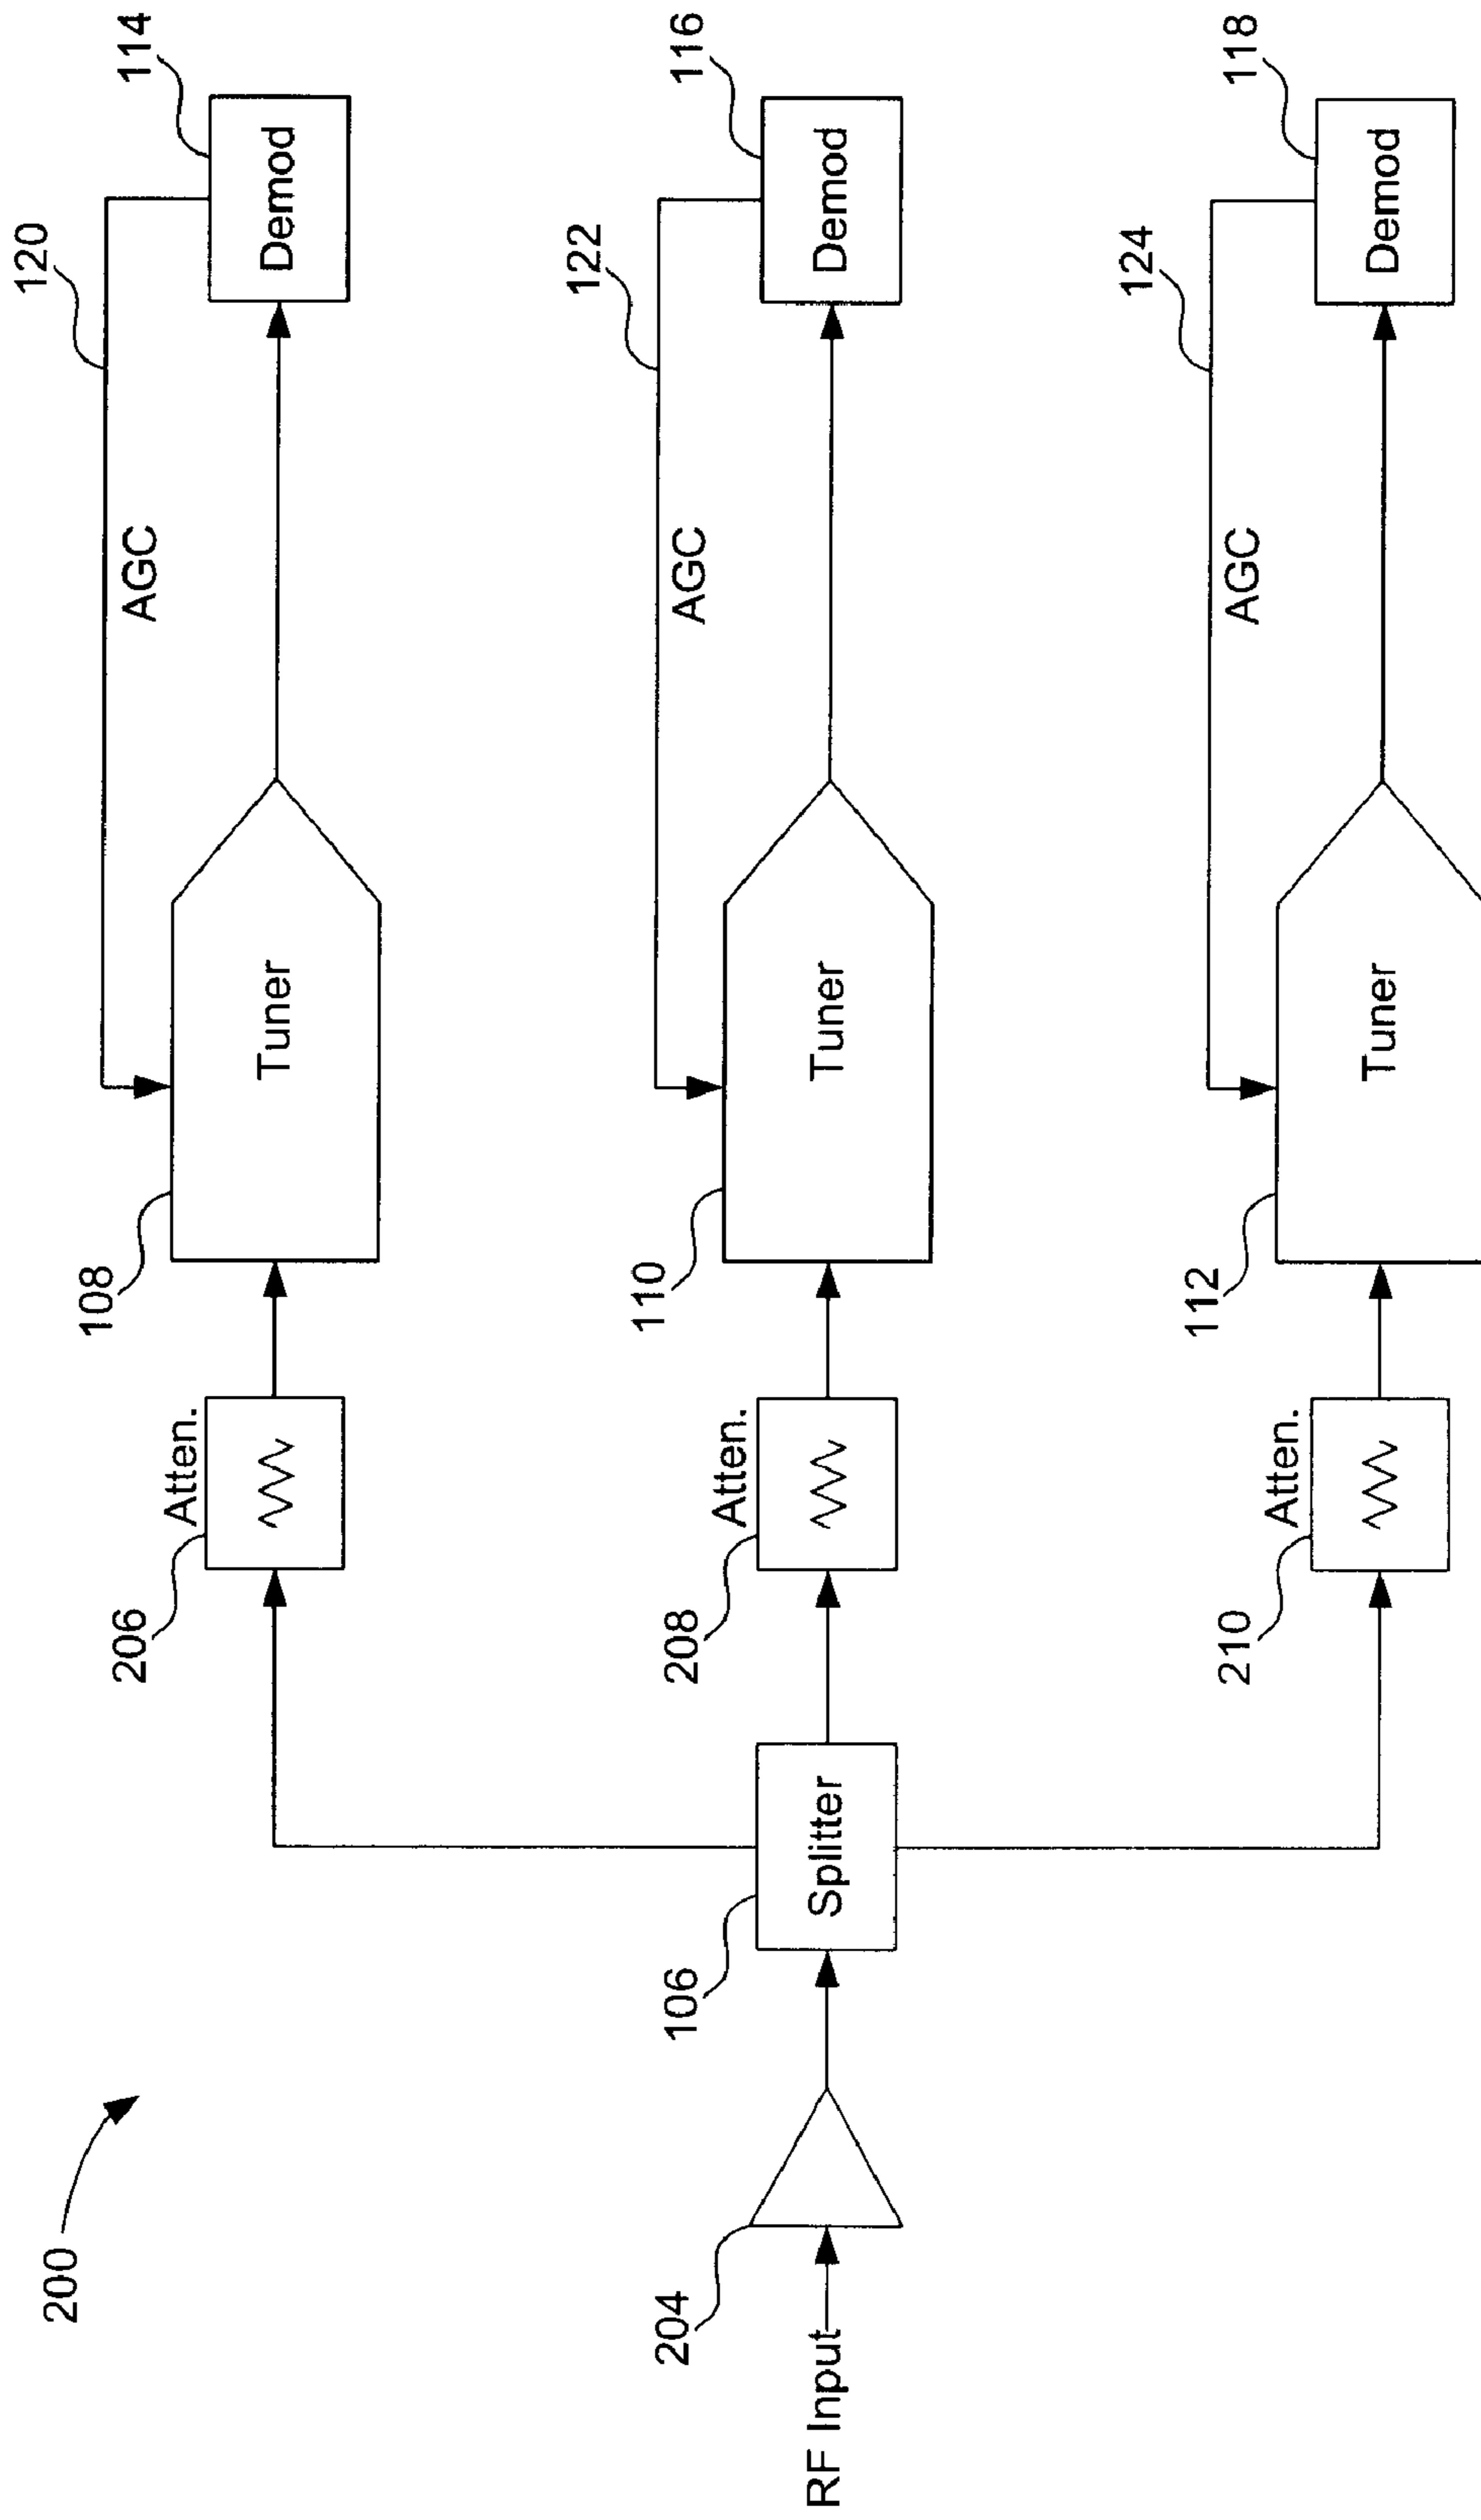 200
120
114
AGC
108
Tuner
Demod
206
Atten.
122
116
AGC
110
Tuner
Demod
208
Atten.
204
106
RF Input
Splitter
124
118
AGC
112
Tuner
Demod
210
Atten.